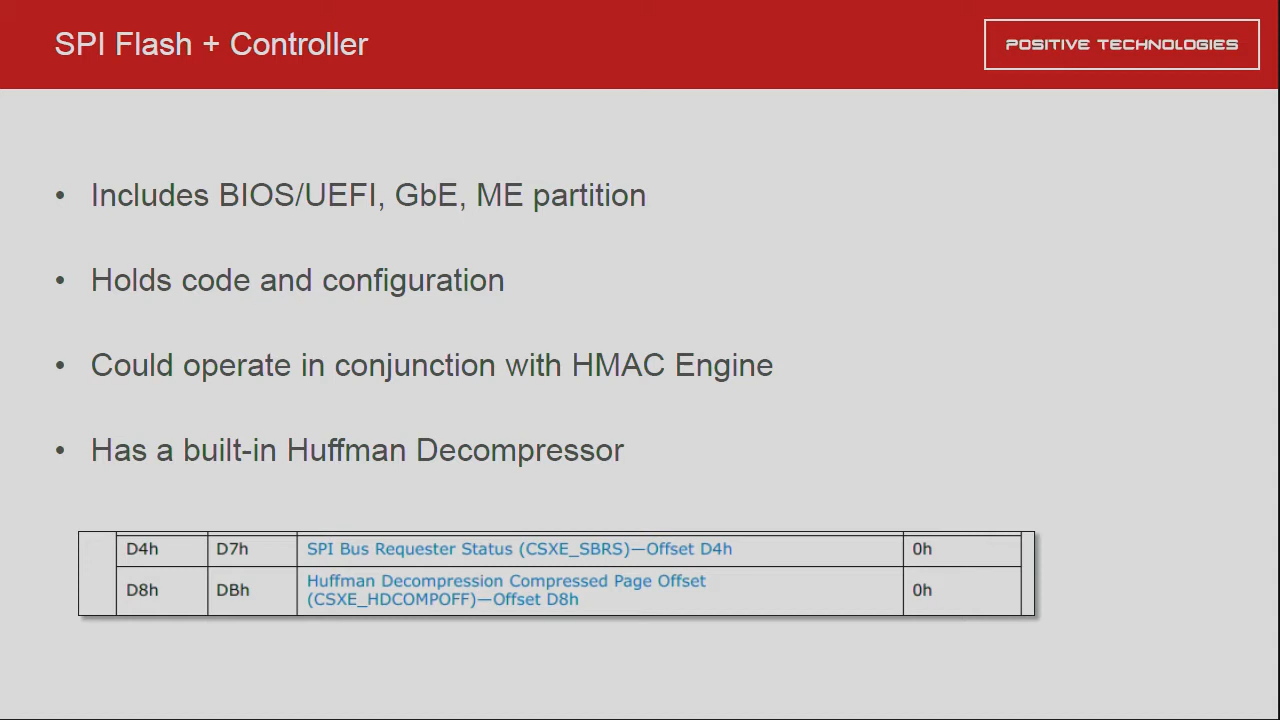 SPI Flash + Controller
POSITIVE TECHNOLOGIES
• Includes BIOS/UEFI, GbE, ME partition
• Holds code and configuration
• Could operate in conjunction with HMAC Engine
• Has a built-in Huffman Decompressor
D4h D7h SPI Bus Requester Status (CSXE_SBRS)—Offset D4h 0h
D8h DBh Huffman Decompression Compressed Page Offset 0h
(CSXE_HDCOMPOFF)—Offset D8h